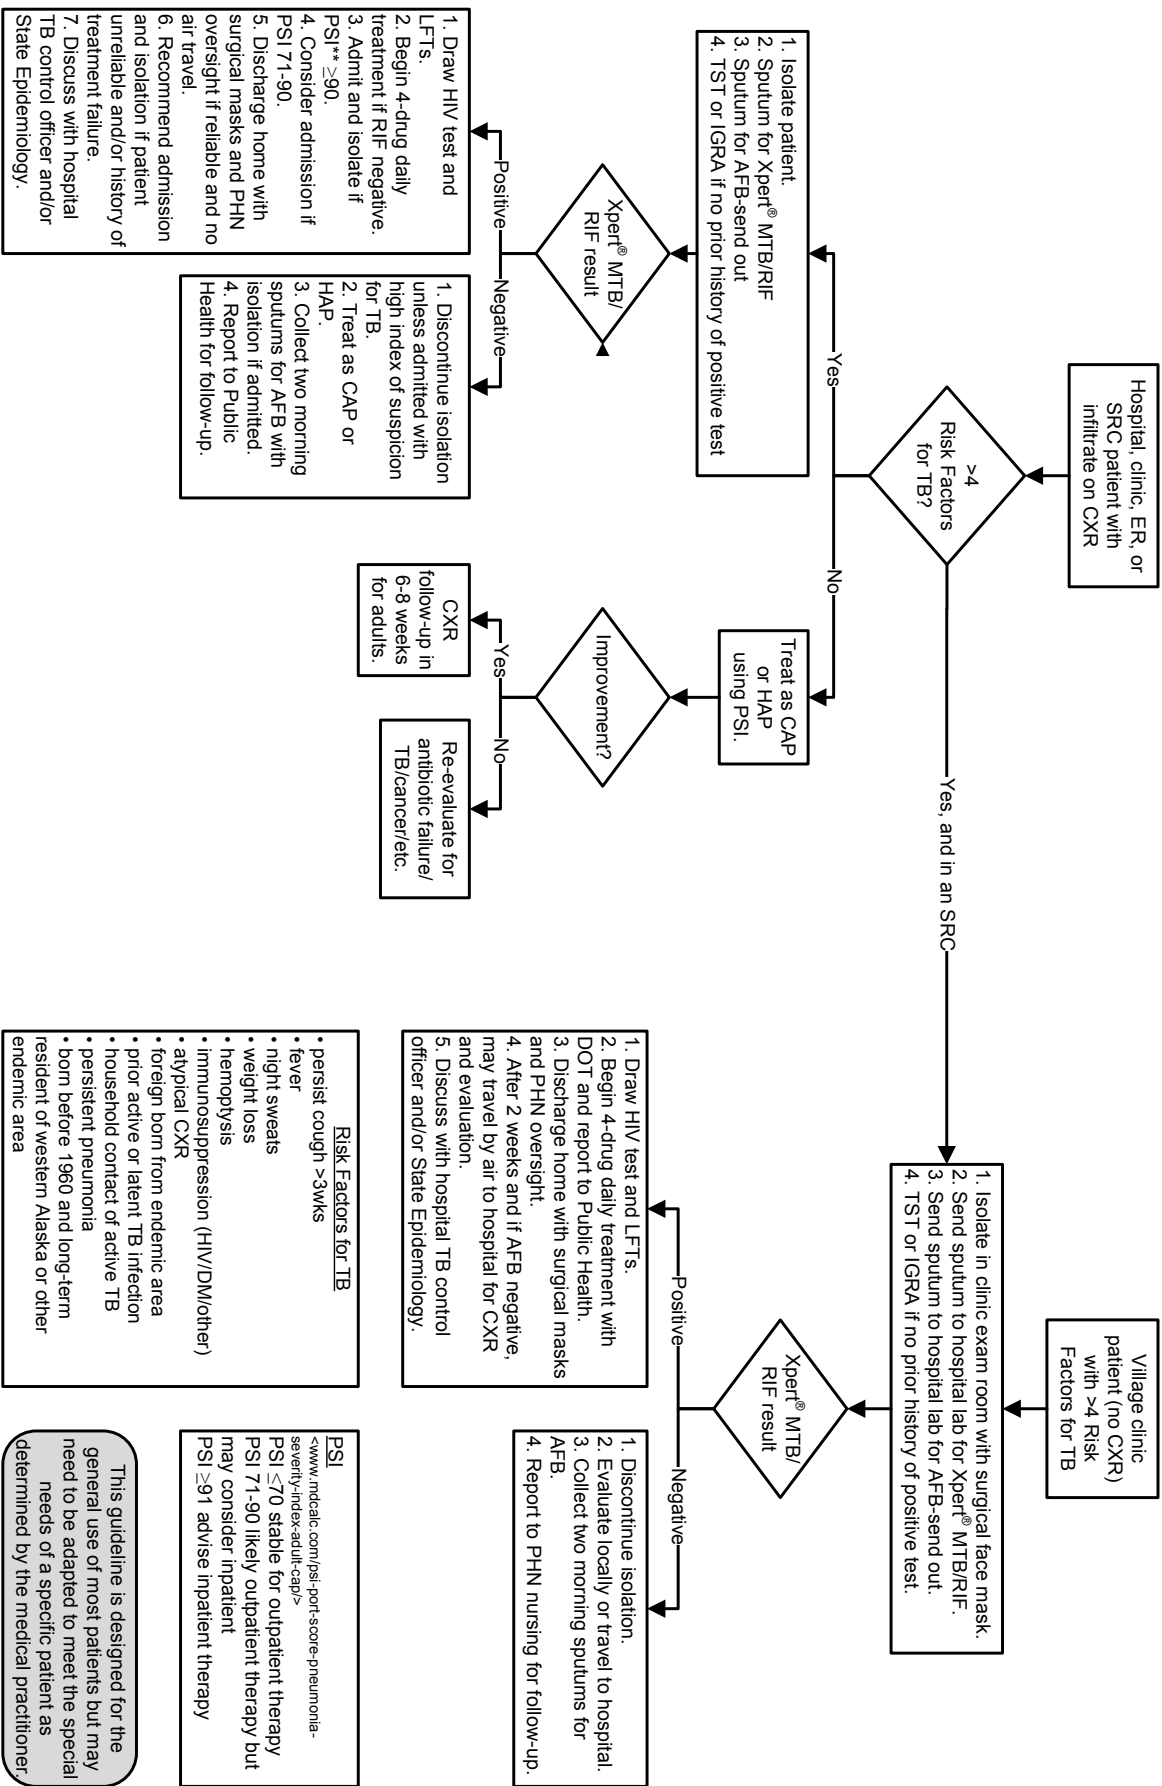 Hospital, clinic, ER, or
SRC patient with
infiltrate on CXR
>4
Risk Factors
for TB?
Yes
No
Yes, and in an SRC
1. Isolate patient.
2. Sputum for Xpert® MTB/RIF
3. Sputum for AFB-send out
4. TST or IGRA if no prior history of positive test
Xpert® MTB/
RIF result
Positive
Negative
1. Draw HIV test and
LFTs.
2. Begin 4-drug daily
treatment if RIF negative.
3. Admit and isolate if
PSI** ≥90.
4. Consider admission if
PSI 71-90.
5. Discharge home with
surgical masks and PHN
oversight if reliable and no
air travel.
6. Recommend admission
and isolation if patient
unreliable and/or history of
treatment failure.
7. Discuss with hospital
TB control officer and/or
State Epidemiology.
1. Discontinue isolation
unless admitted with
high index of suspicion
for TB.
2. Treat as CAP or
HAP.
3. Collect two morning
sputums for AFB with
isolation if admitted.
4. Report to Public
Health for follow-up.
Treat as CAP
or HAP
using PSI.
Improvement?
Yes
No
CXR
follow-up in
6-8 weeks
for adults.
Re-evaluate for
antibiotic failure/
TB/cancer/etc.
Village clinic
patient (no CXR)
with >4 Risk
Factors for TB
1. Isolate in clinic exam room with surgical face mask.
2. Send sputum to hospital lab for Xpert® MTB/RIF.
3. Send sputum to hospital lab for AFB-send out.
4. TST or IGRA if no prior history of positive test.
Xpert® MTB/
RIF result
Positive
Negative
1. Draw HIV test and LFTs.
2. Begin 4-drug daily treatment with
DOT and report to Public Health.
3. Discharge home with surgical masks
and PHN oversight.
4. After 2 weeks and if AFB negative,
may travel by air to hospital for CXR
and evaluation.
5. Discuss with hospital TB control
officer and/or State Epidemiology.
1. Discontinue isolation.
2. Evaluate locally or travel to hospital.
3. Collect two morning sputums for
AFB.
4. Report to PHN nursing for follow-up.
Risk Factors for TB
• persist cough >3wks
• fever
• night sweats
• weight loss
• hemoptysis
• immunosuppression (HIV/DM/other)
• atypical CXR
• foreign born from endemic area
• prior active or latent TB infection
• household contact of active TB
• persistent pneumonia
• born before 1960 and long-term
resident of western Alaska or other
endemic area
PSI
<www.mdcalc.com/psi-port-score-pneumonia-
severity-index-adult-cap/>
PSI ≤70 stable for outpatient therapy
PSI 71-90 likely outpatient therapy but
may consider inpatient
PSI ≥91 advise inpatient therapy
This guideline is designed for the
general use of most patients but may
need to be adapted to meet the special
needs of a specific patient as
determined by the medical practitioner.